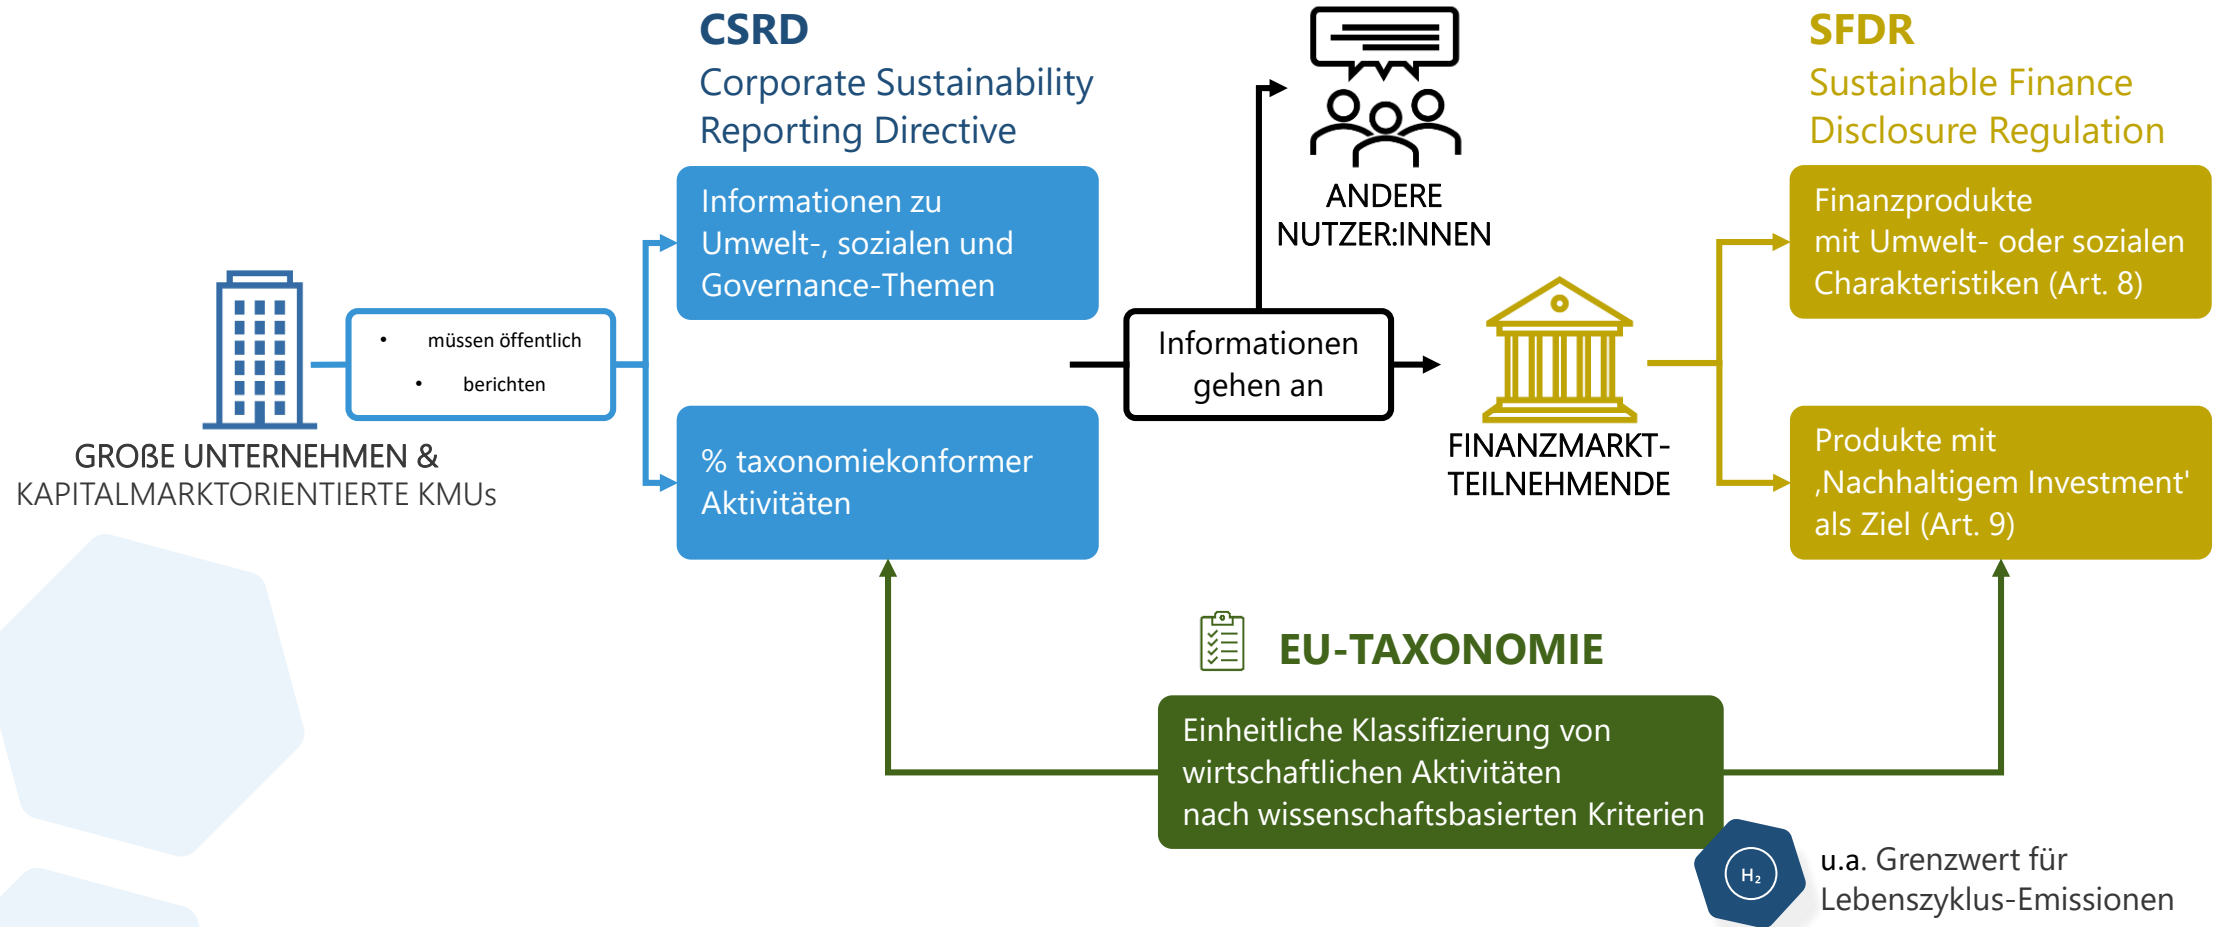 CSRD
Corporate Sustainability
Reporting Directive
SFDR
Sustainable Finance
Disclosure Regulation
GROßE UNTERNEHMEN &
KAPITALMARKTORIENTIERTE KMUs
• müssen öffentlich
• berichten
Informationen zu
Umwelt-, sozialen und
Governance-Themen
% taxonomiekonformer
Aktivitäten
Informationen
gehen an
ANDERE
NUTZER:INNEN
FINANZMARKT-
TEILNEHMENDE
Finanzprodukte
mit Umwelt- oder sozialen
Charakteristiken (Art. 8)
Produkte mit
‚Nachhaltigem Investment'
als Ziel (Art. 9)
EU-TAXONOMIE
Einheitliche Klassifizierung von
wirtschaftlichen Aktivitäten
nach wissenschaftsbasierten Kriterien
H₂
u.a. Grenzwert für
Lebenszyklus-Emissionen